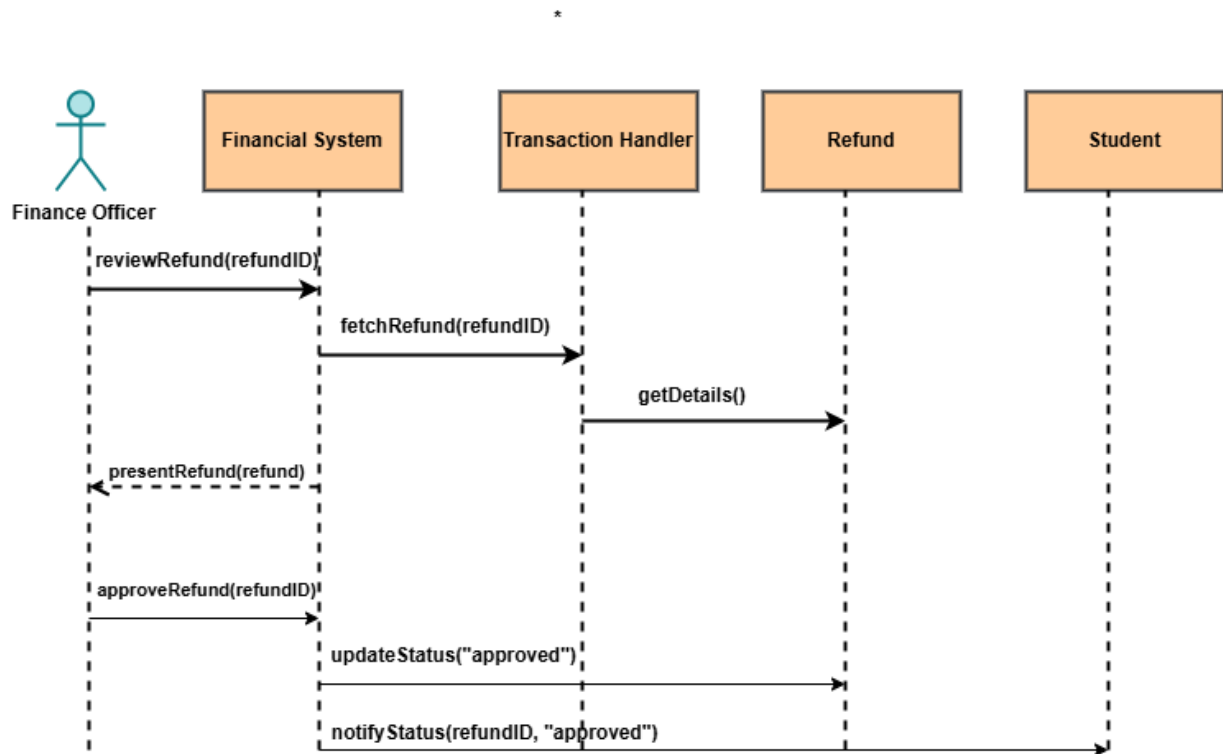 *
Financial System
Transaction Handler
Refund
Student
Finance Officer
reviewRefund(refundID)
fetchRefund(refundID)
getDetails()
presentRefund(refund)
approveRefund(refundID)
updateStatus("approved")
notifyStatus(refundID, "approved")